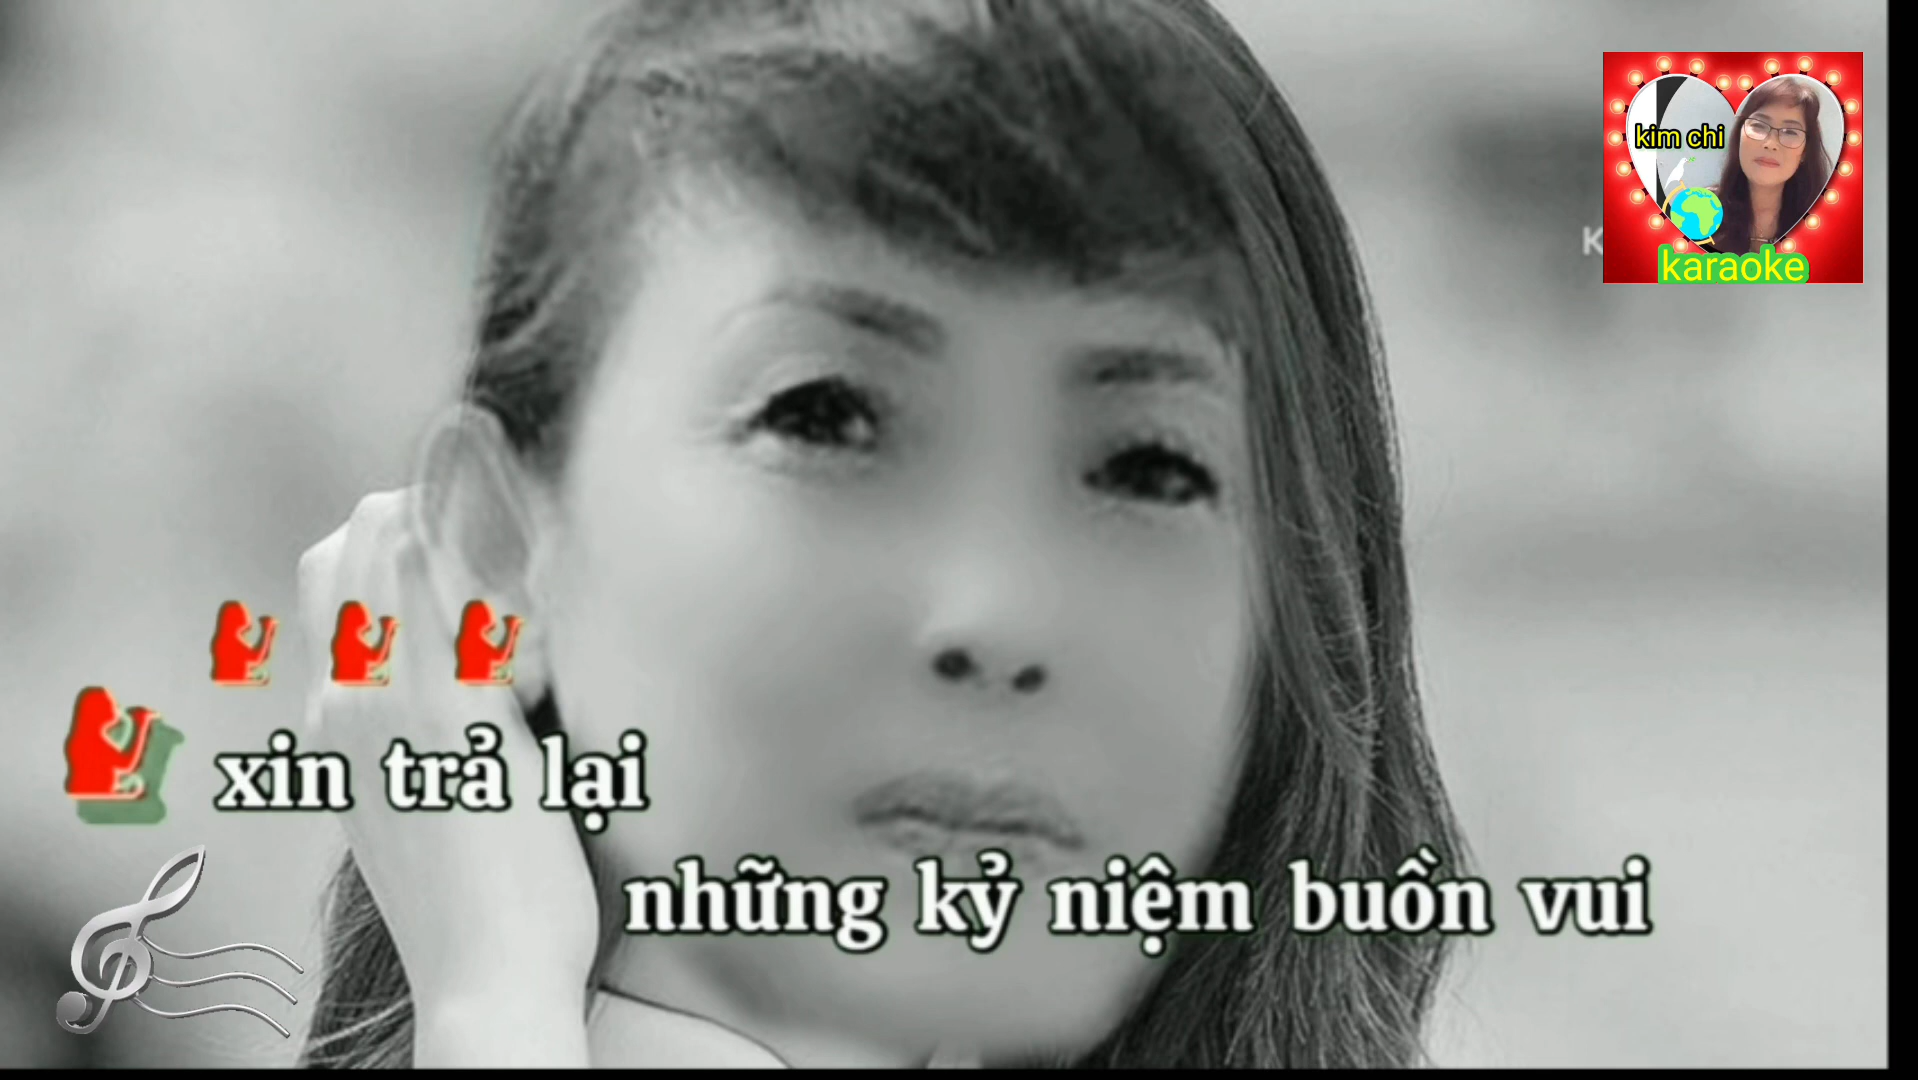 kim chi
K
karaoke
xin trả lại
những kỷ niệm buồn vui